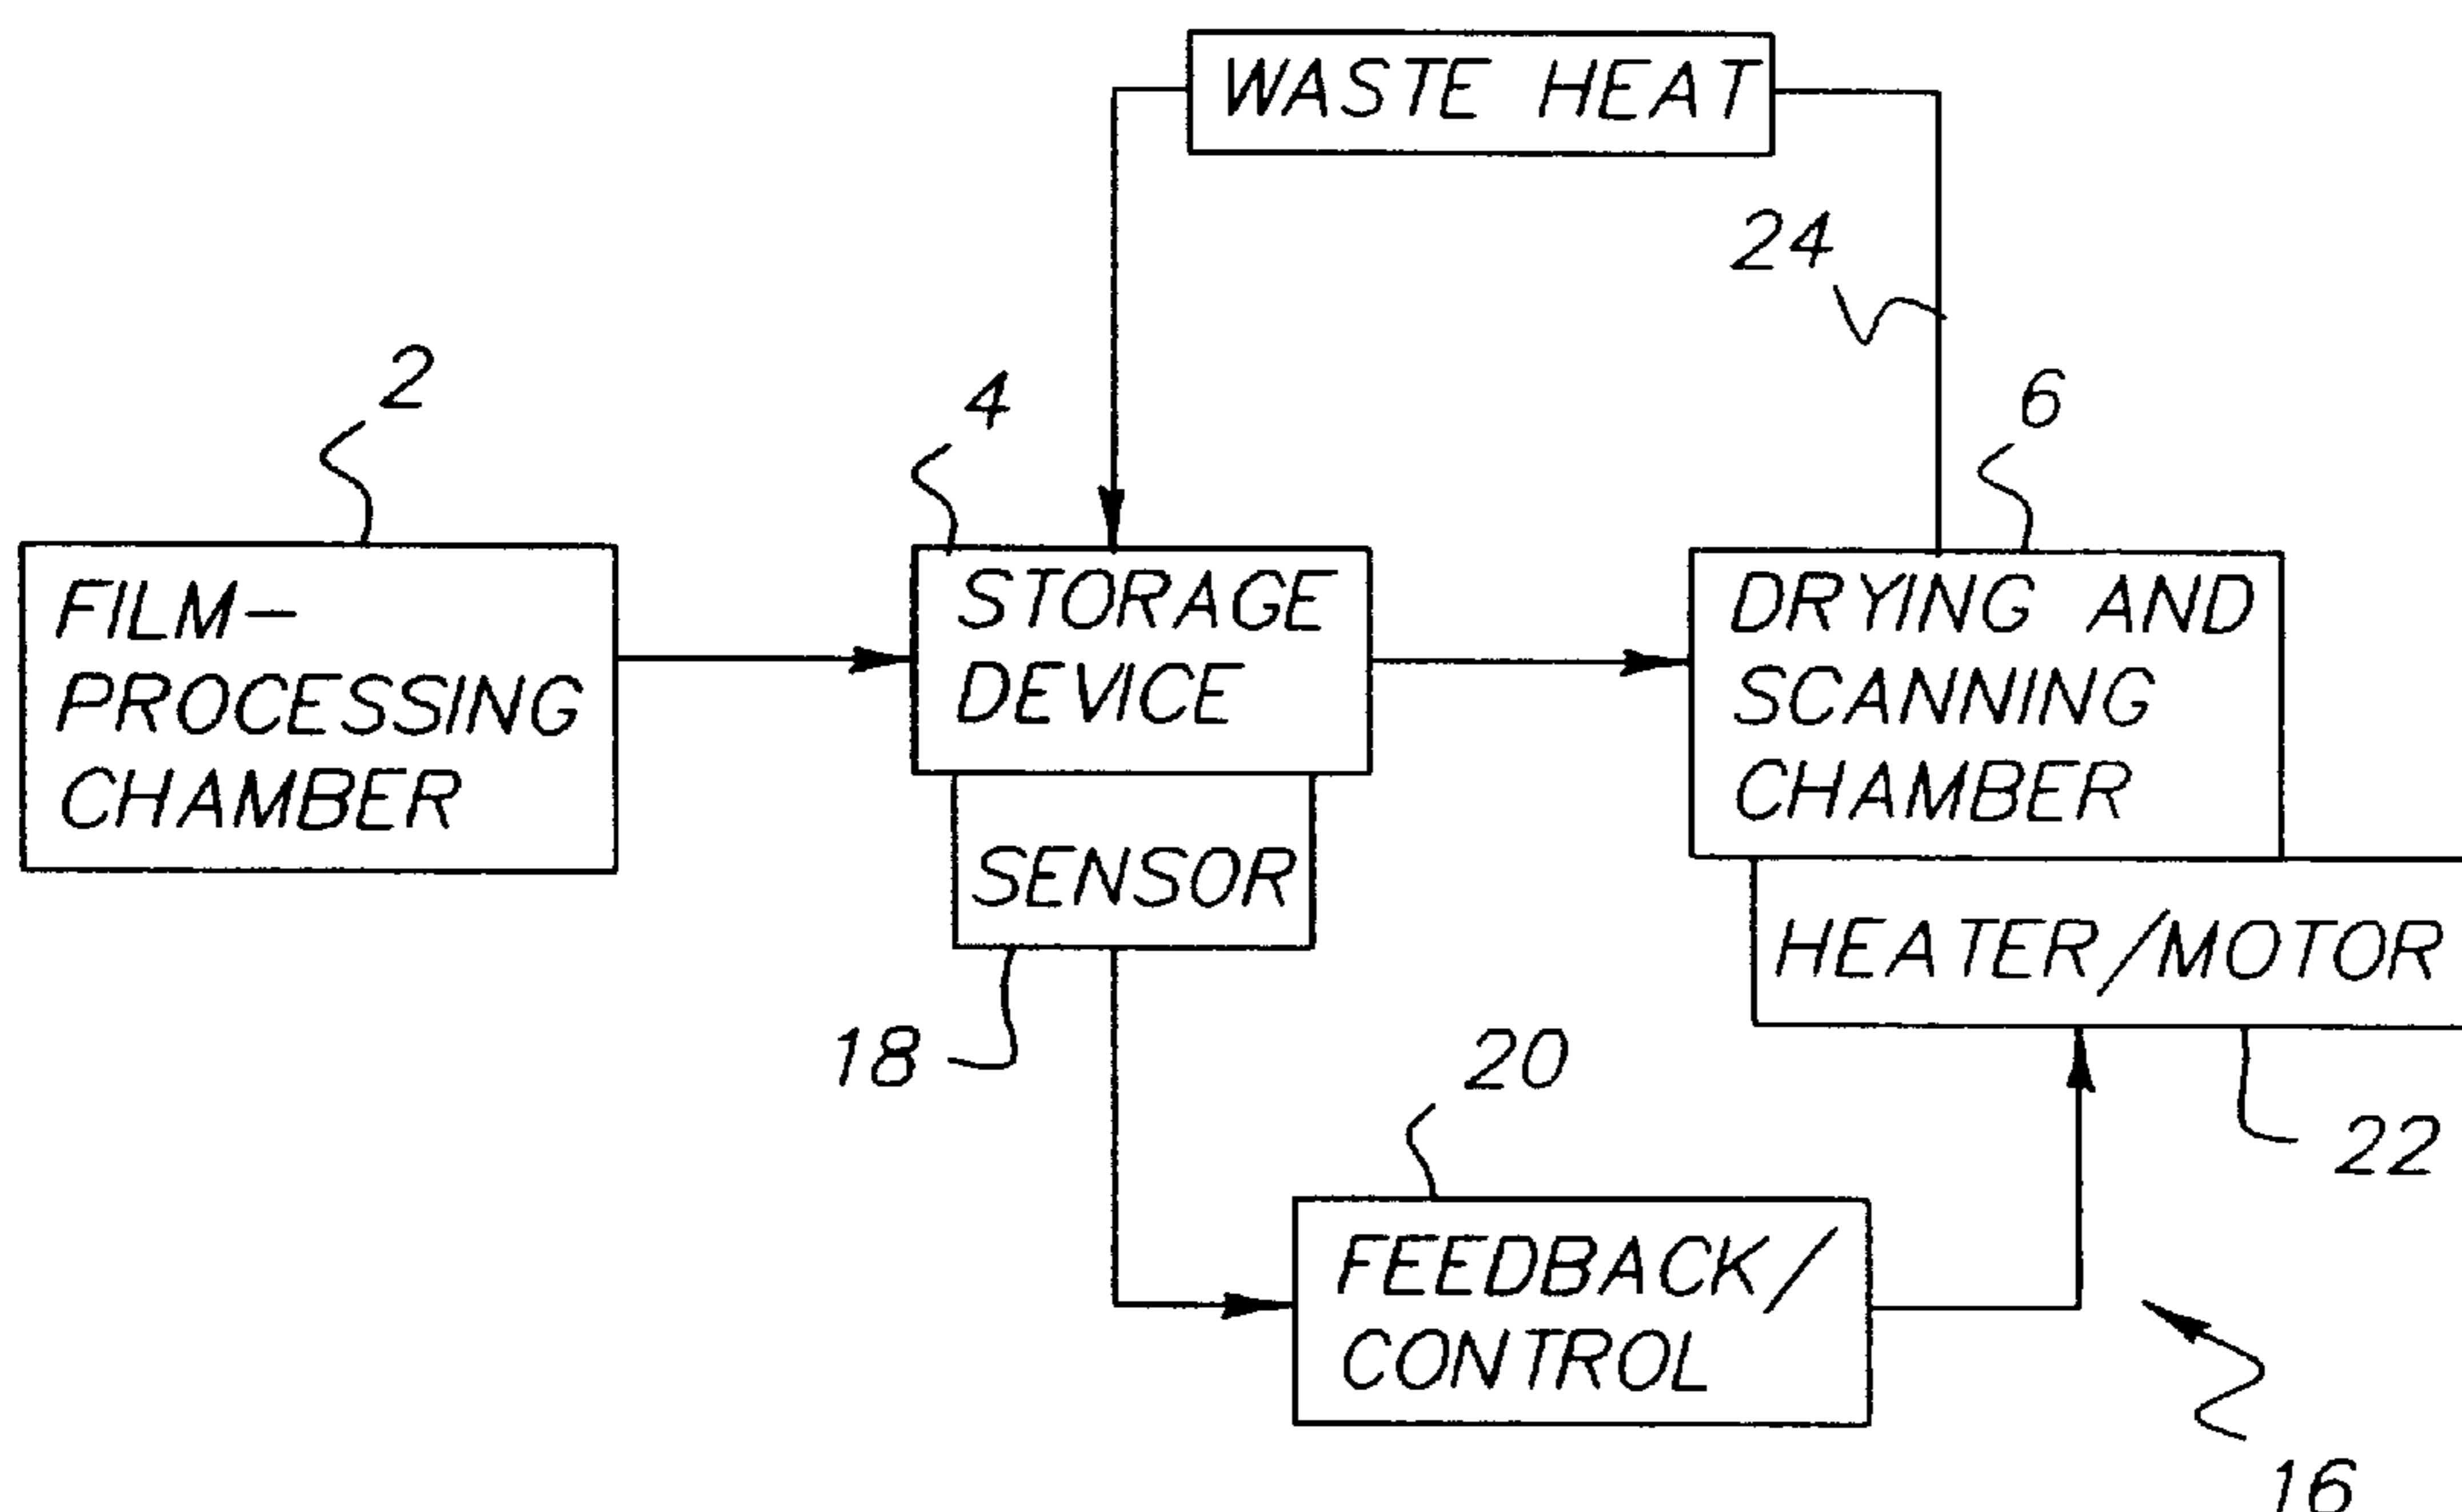 WASTE HEAT
24
2
4
6
FILM-
PROCESSING
CHAMBER
STORAGE
DEVICE
DRYING AND
SCANNING
CHAMBER
SENSOR
HEATER/MOTOR
18
20
22
FEEDBACK/
CONTROL
16